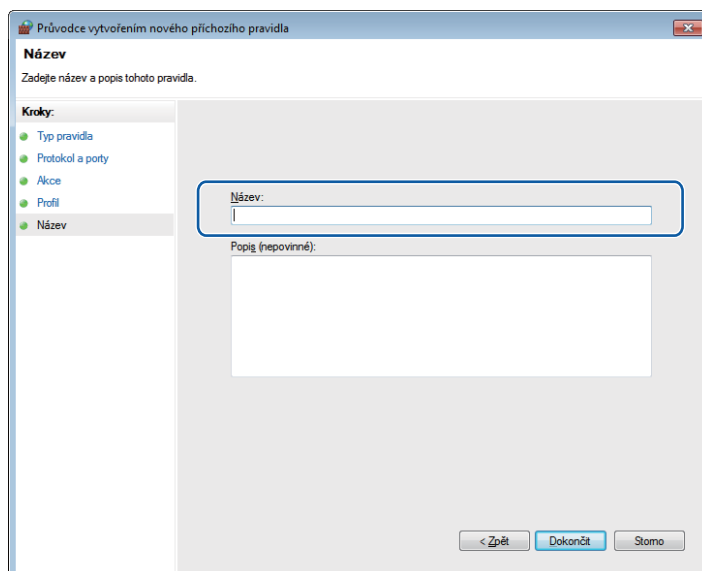 Průvodce vytvořením nového příchozího pravidla
Název
Zadejte název a popis tohoto pravidla.
Kroky:
Typ pravidla
Protokol a porty
Akce
Profil
Název
Název:
Popis (nepovinné):
< Zpět Dokončit Storno